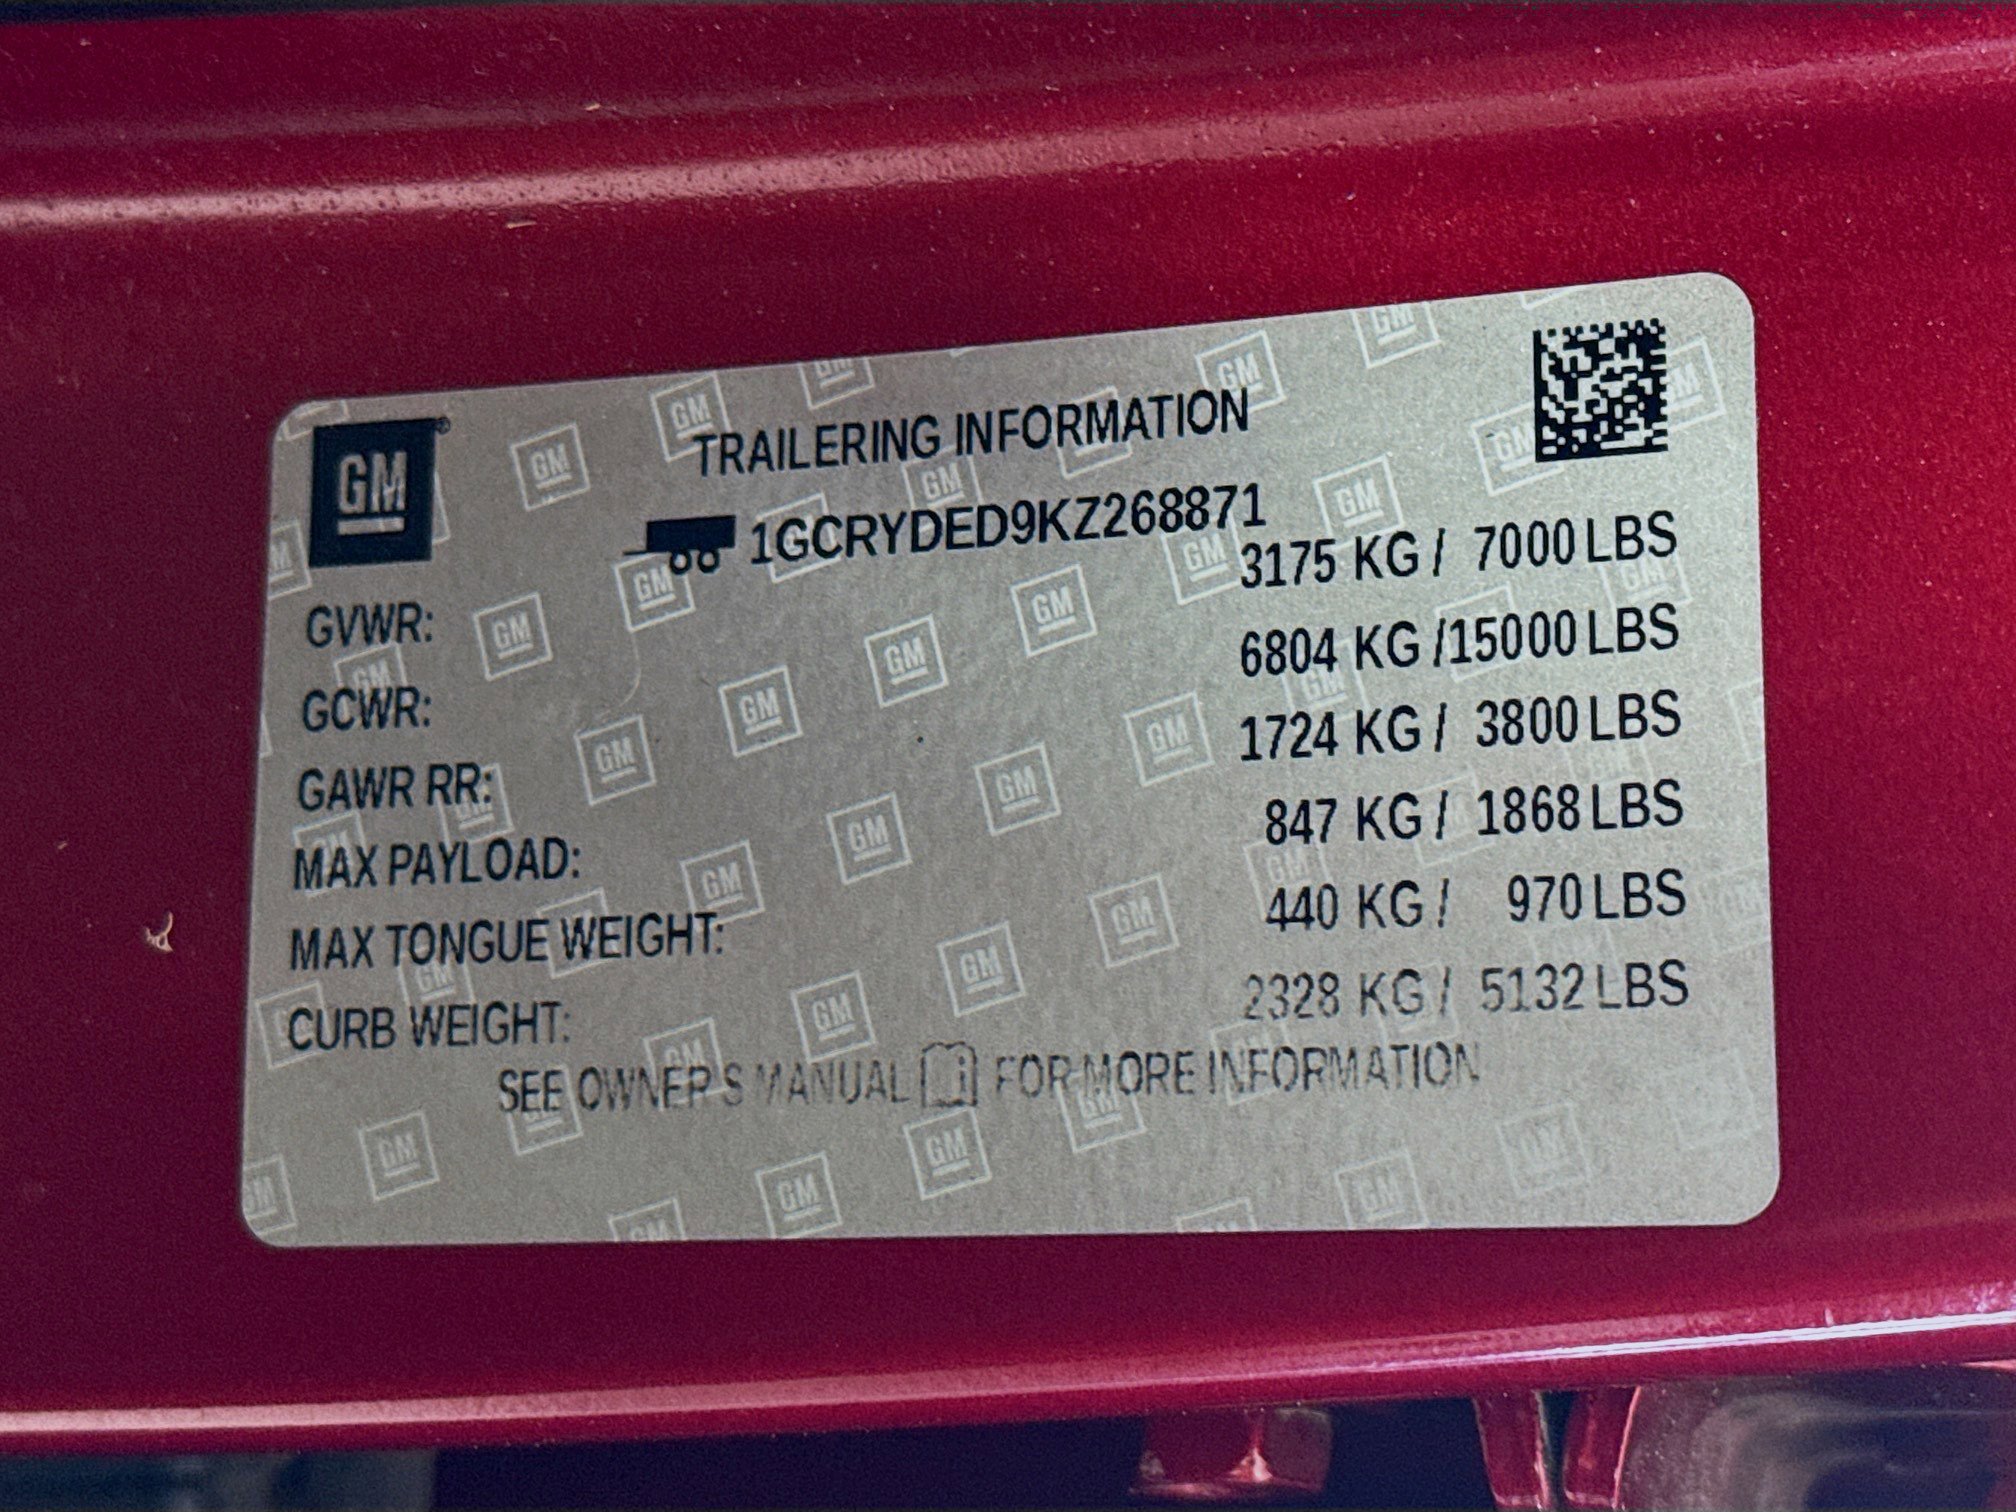 GM®
TRAILERING INFORMATION
1GCRYDED9KZ268871
GVWR: 3175 KG / 7000 LBS
GCWR: 6804 KG /15000 LBS
GAWR RR: 1724 KG / 3800 LBS
MAX PAYLOAD: 847 KG / 1868 LBS
MAX TONGUE WEIGHT: 440 KG / 970 LBS
CURB WEIGHT: 2328 KG / 5132 LBS
SEE OWNER'S MANUAL FOR MORE INFORMATION